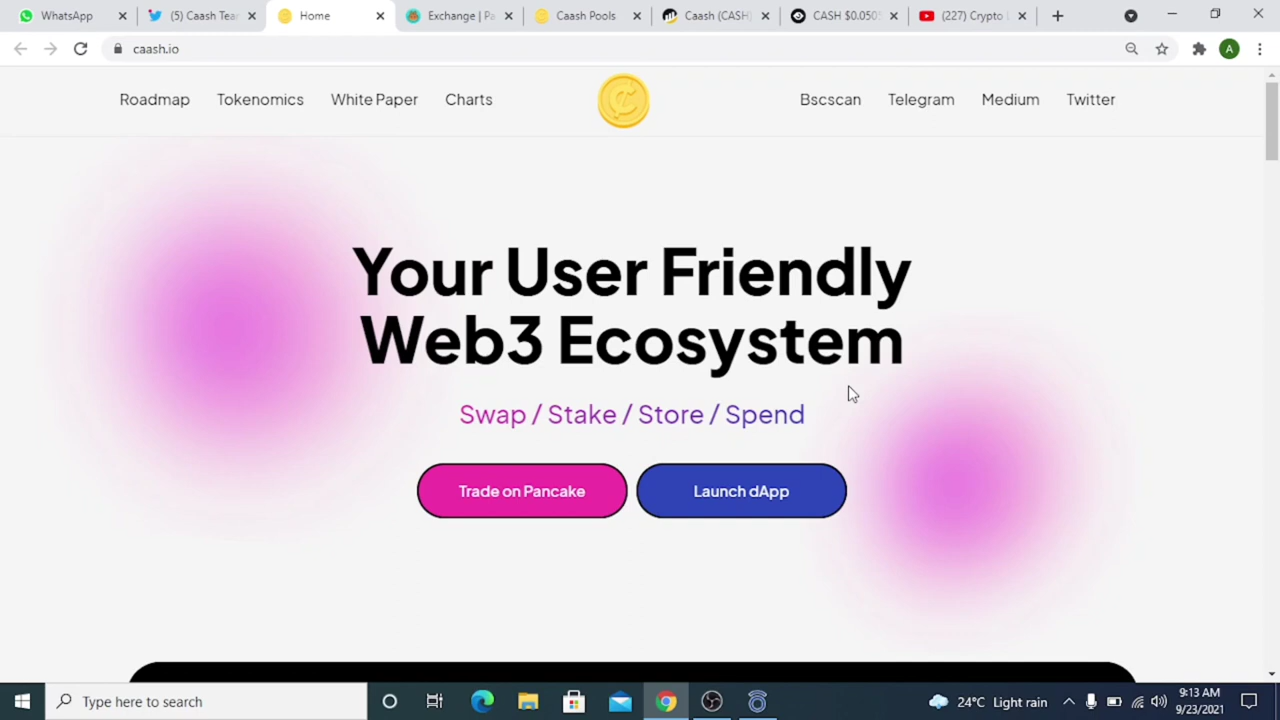 WhatsApp
(5) Caash Tea
Home
Exchange | Pa
Caash Pools
Caash (CASH)
CASH $0.050
(227) Crypto
caash.io
A
Roadmap Tokenomics White Paper Charts
Bscscan Telegram Medium Twitter
Your User Friendly
Web3 Ecosystem
Swap / Stake / Store / Spend
Trade on Pancake
Launch dApp
Type here to search
24°C Light rain
9:13 AM
9/23/2021